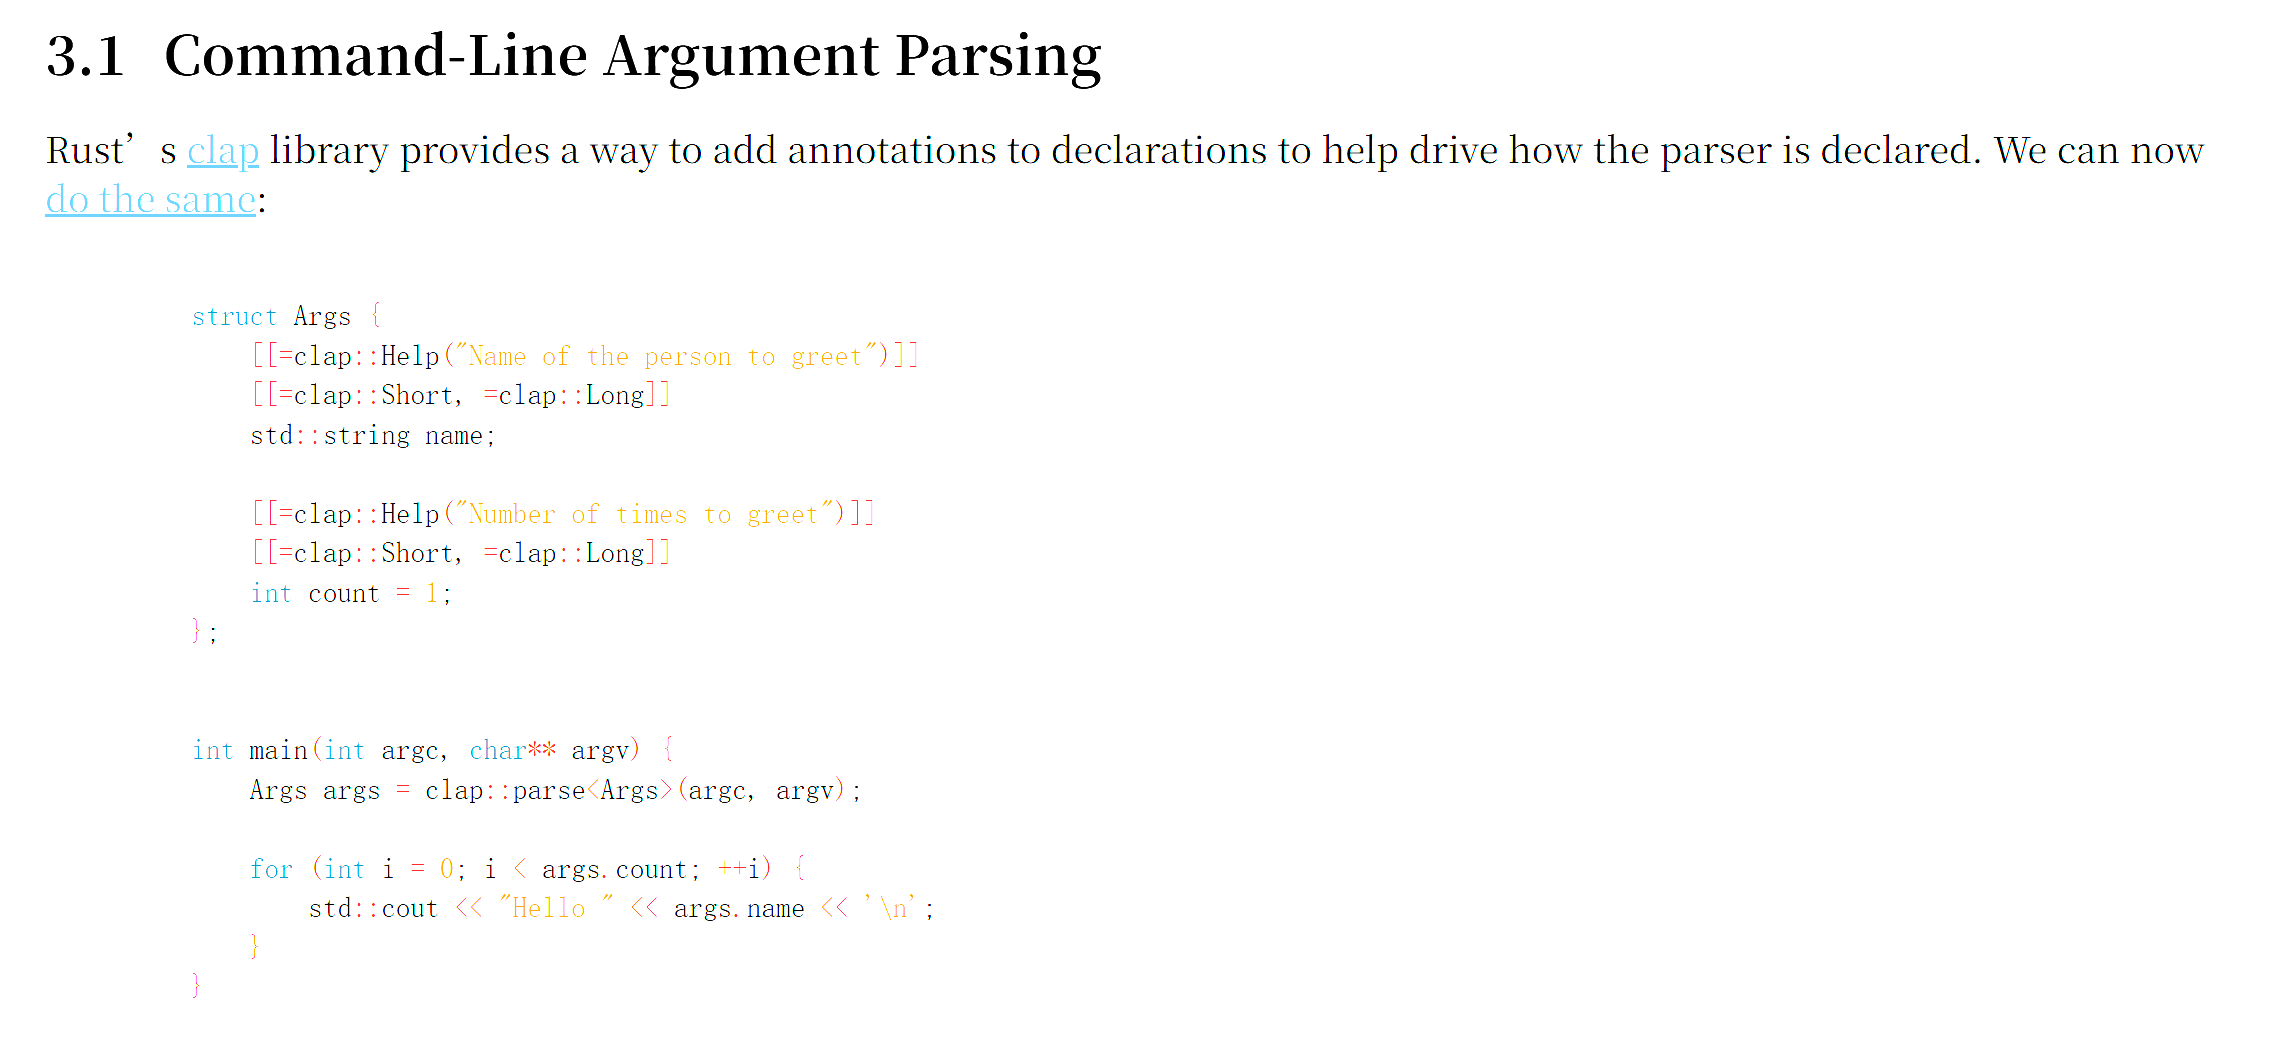 3.1 Command-Line Argument Parsing
Rust’s clap library provides a way to add annotations to declarations to help drive how the parser is declared. We can now
do the same:
struct Args {
    [[=clap::Help("Name of the person to greet")]]
    [[=clap::Short, =clap::Long]]
    std::string name;

    [[=clap::Help("Number of times to greet")]]
    [[=clap::Short, =clap::Long]]
    int count = 1;
};

int main(int argc, char** argv) {
    Args args = clap::parse<Args>(argc, argv);

    for (int i = 0; i < args.count; ++i) {
        std::cout << "Hello " << args.name << '\n';
    }
}